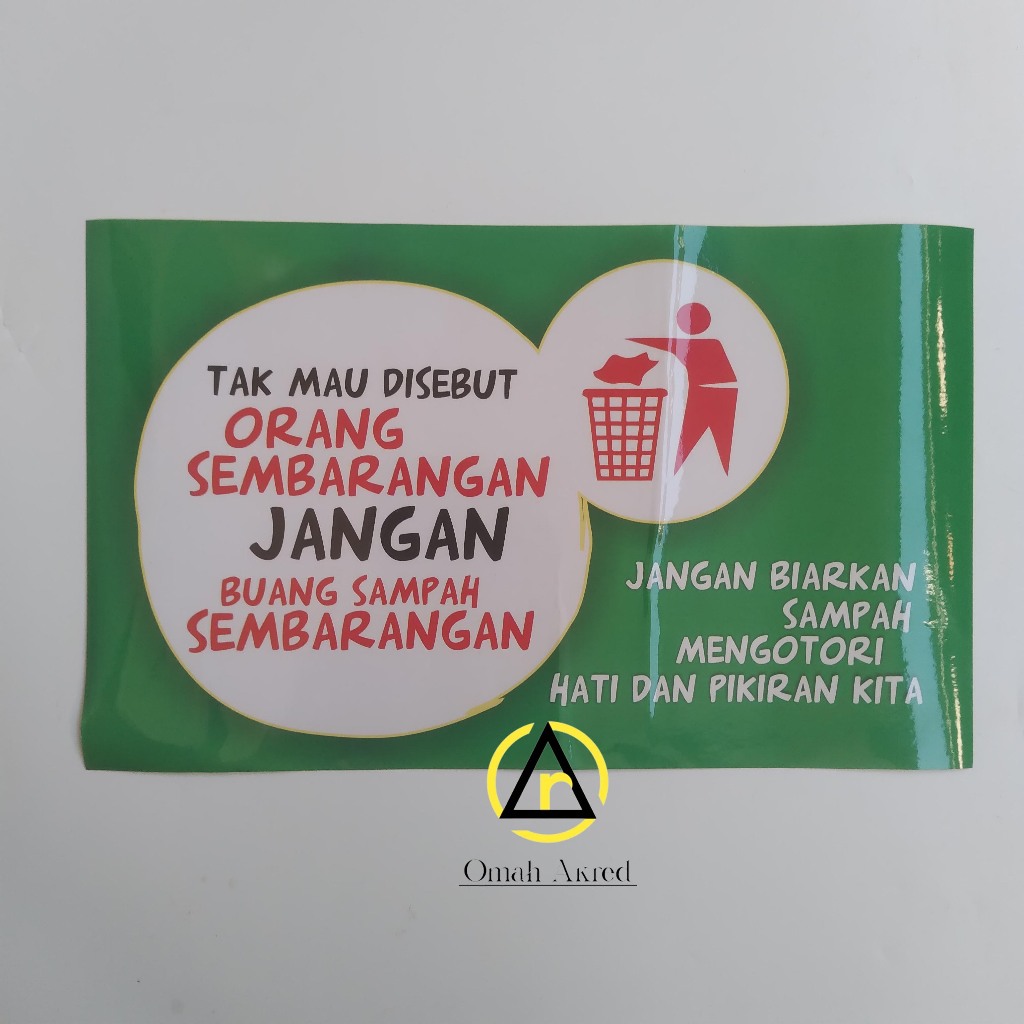 TAK MAU DISEBUT
ORANG
SEMBARANGAN
JANGAN
BUANG SAMPAH
SEMBARANGAN
JANGAN BIARKAN
SAMPAH
MENGOTORI
HATI DAN PIKIRAN KITA
r
Omah Akred